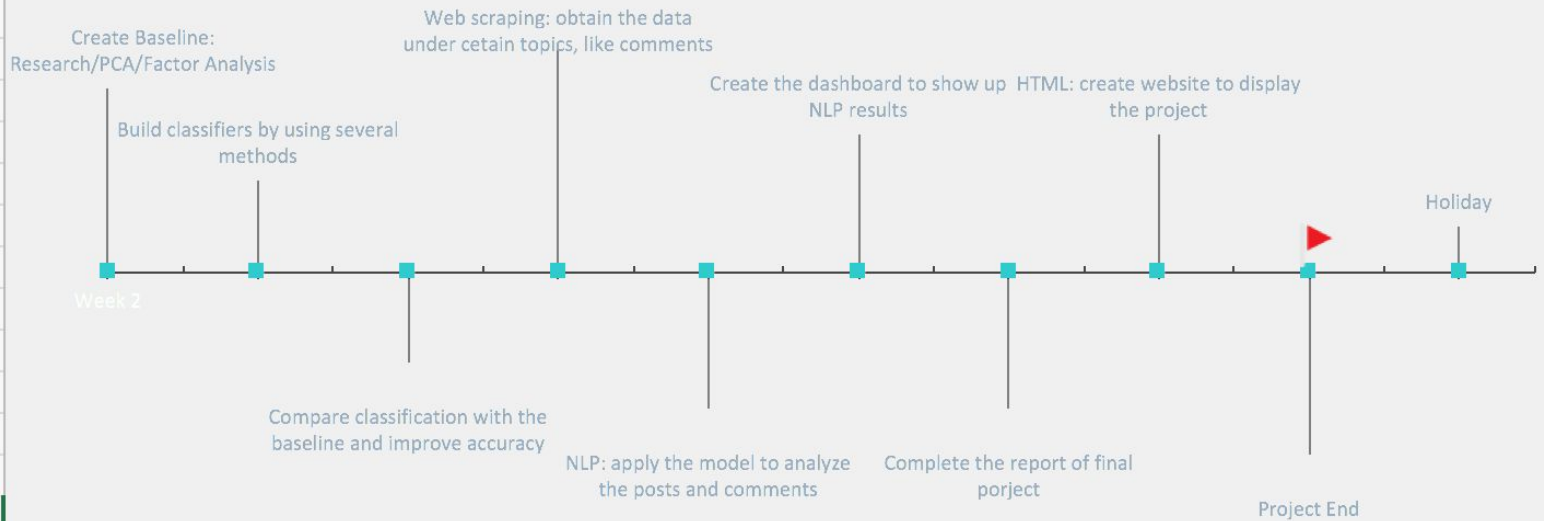 Create Baseline:
Research/PCA/Factor Analysis
Build classifiers by using several
methods
Web scraping: obtain the data
under cetain topics, like comments
Create the dashboard to show up
NLP results
HTML: create website to display
the project
Holiday
Week 2
Compare classification with the
baseline and improve accuracy
NLP: apply the model to analyze
the posts and comments
Complete the report of final
porject
Project End